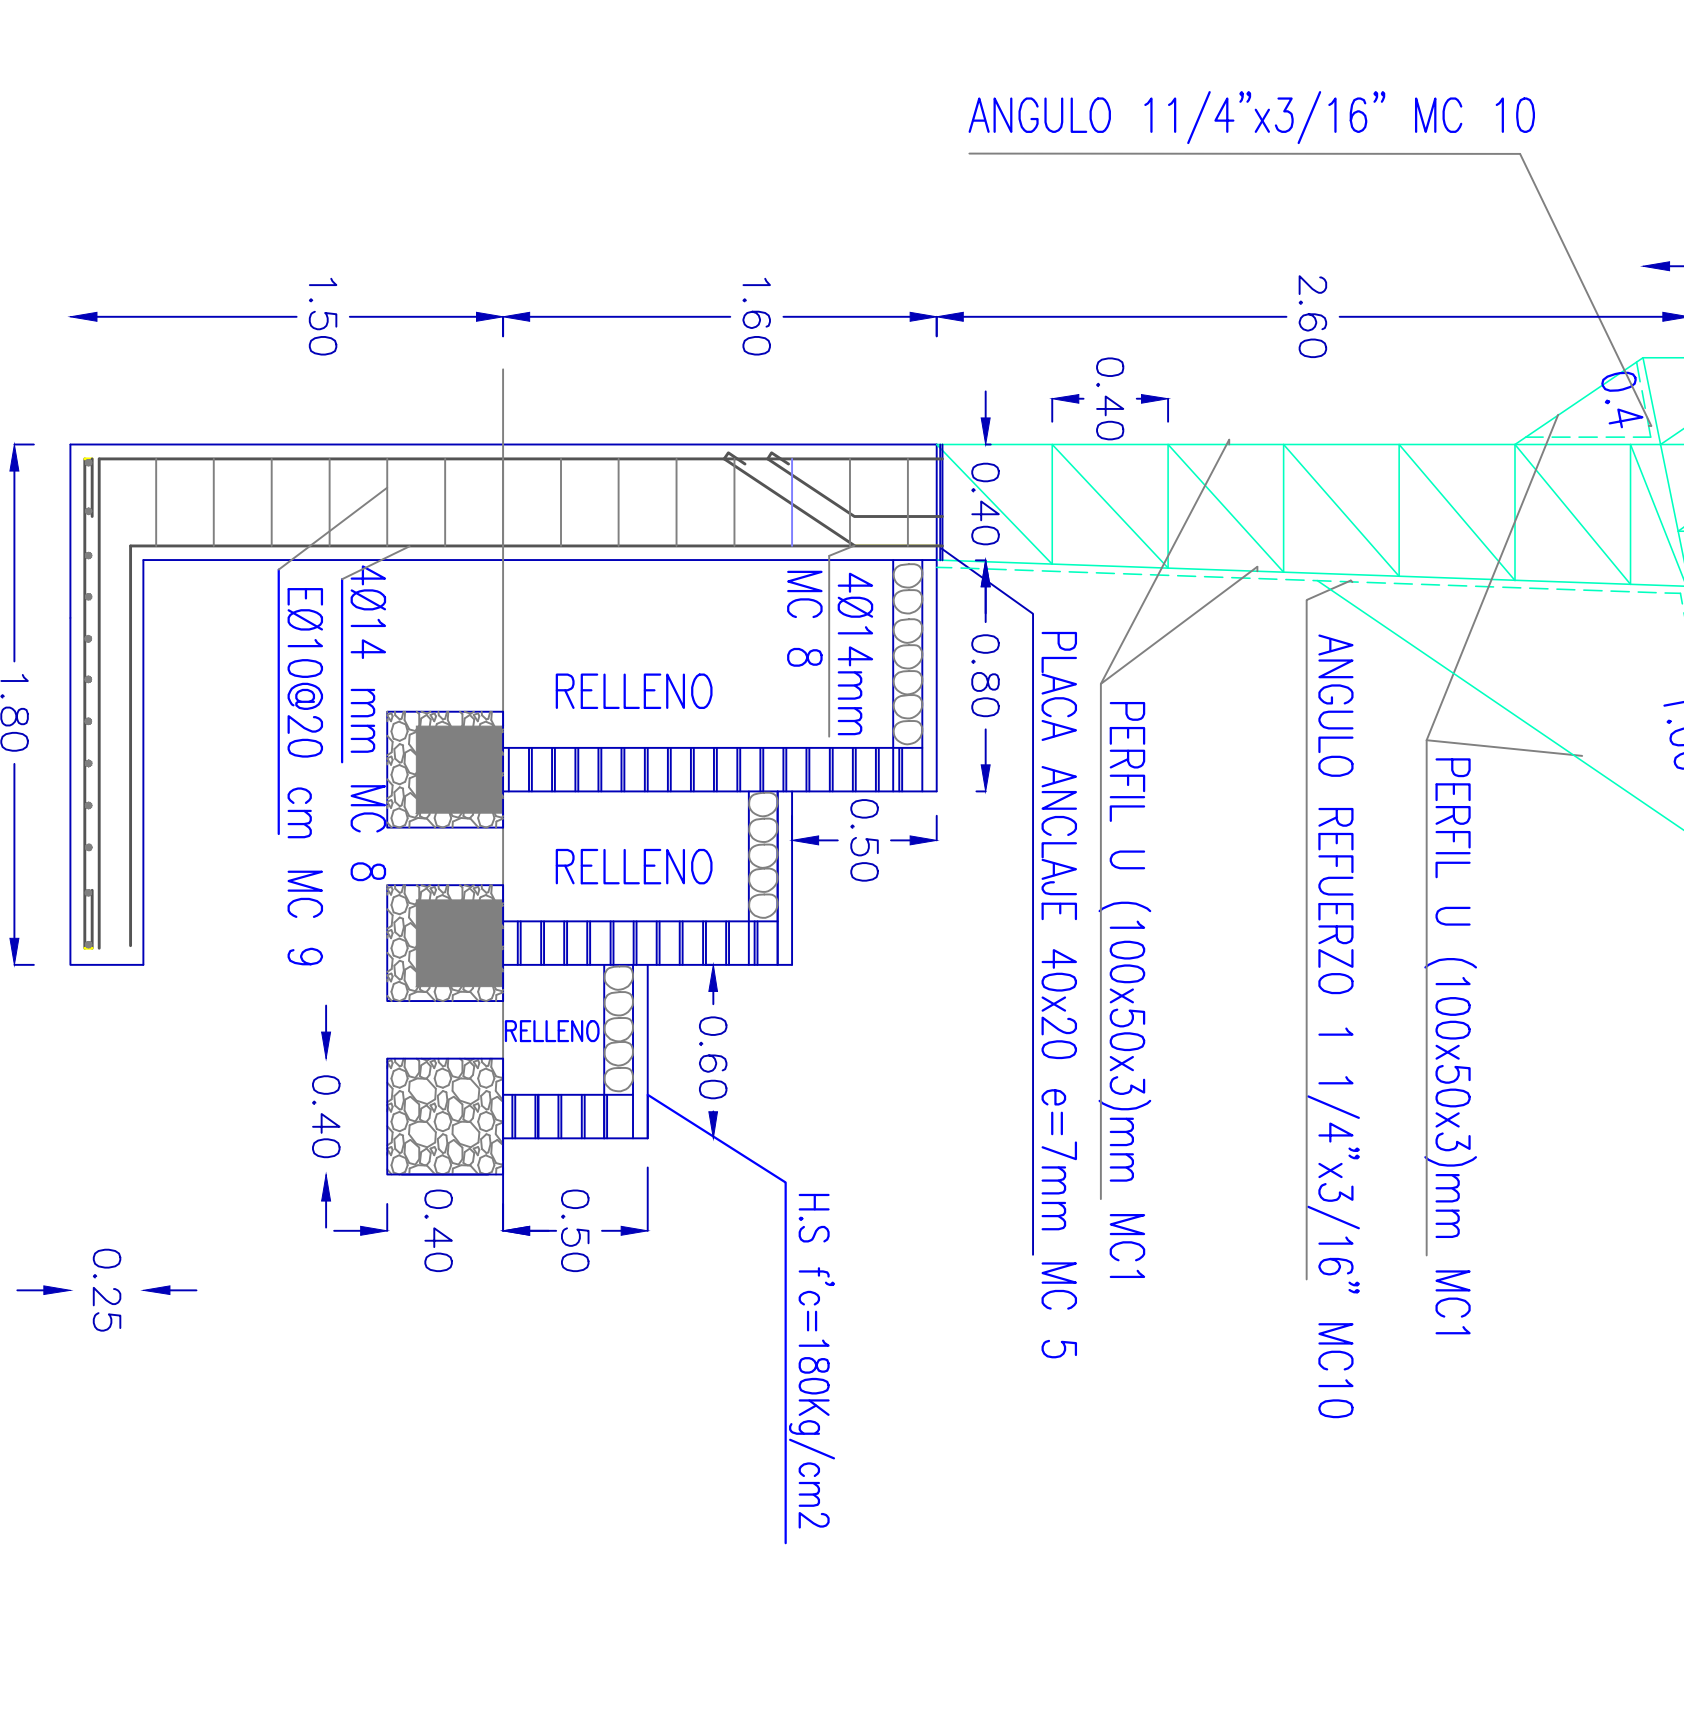 ANGULO 11/4"x3/16" MC 10
1.50
1.60
2.60
0.40
0.4
0.40
0.80
0.50
1.80
4Ø14mm
MC 8
4Ø14 mm MC 8
EØ10@20 cm MC 9
RELLENO
RELLENO
RELLENO
PERFIL U (100x50x3)mm MC1
ANGULO REFUERZO 1 1/4"x3/16" MC10
PERFIL U (100x50x3)mm MC1
PLACA ANCLAJE 40x20 e=7mm MC 5
H.S f'c=180Kg/cm2
0.60
0.40
0.40
0.50
0.25